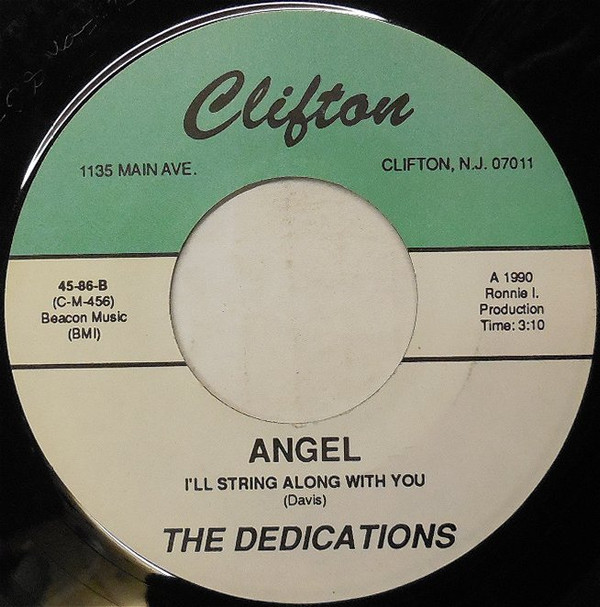 Clifton
1135 MAIN AVE.
CLIFTON, N.J. 07011
45-86-B
(C-M-456)
Beacon Music
(BMI)
A 1990
Ronnie I.
Production
Time: 3:10
ANGEL
I'LL STRING ALONG WITH YOU
(Davis)
THE DEDICATIONS